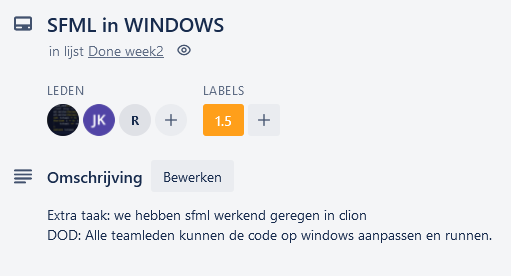 SFML in WINDOWS
in lijst Done week2
LEDEN
LABELS
JK
R
+
1.5
+
Omschrijving
Bewerken
Extra taak: we hebben sfml werkend geregen in clion
DOD: Alle teamleden kunnen de code op windows aanpassen en runnen.